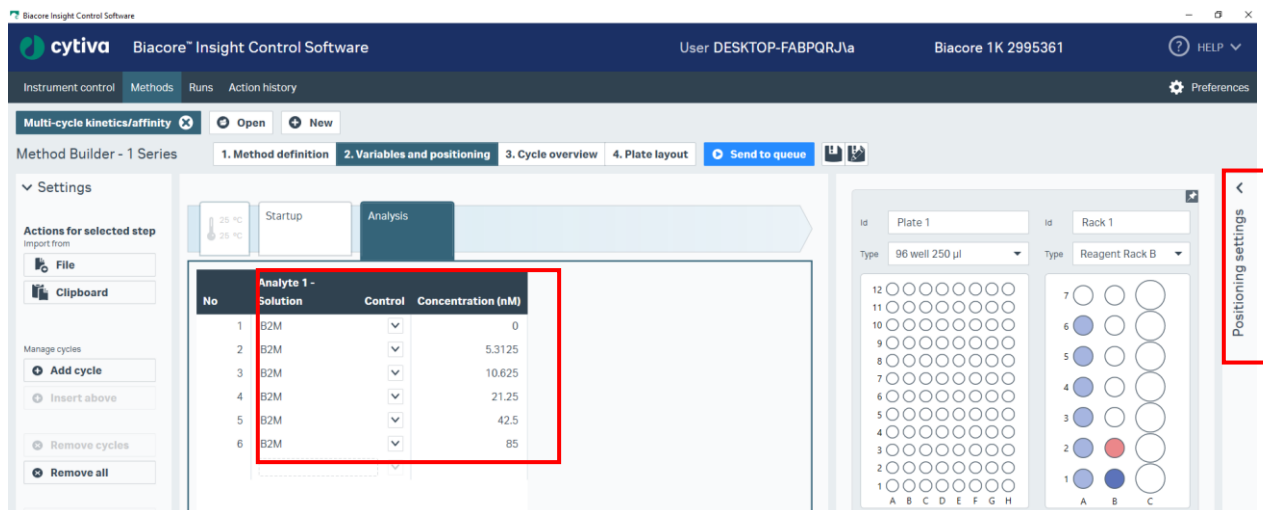 Biacore Insight Control Software
cytiva Biacore™ Insight Control Software User DESKTOP-FABPQRJ\a Biacore 1K 2995361 ? HELP
Instrument control Methods Runs Action history Preferences
Multi-cycle kinetics/affinity Open New
Method Builder - 1 Series 1. Method definition 2. Variables and positioning 3. Cycle overview 4. Plate layout Send to queue
Settings
Actions for selected step
Import from
File
Clipboard
Manage cycles
Add cycle
Insert above
Remove cycles
Remove all
25 °C
25 °C
Startup
Analysis
No Analyte 1 - Solution Control Concentration (nM)
1 B2M 0
2 B2M 5.3125
3 B2M 10.625
4 B2M 21.25
5 B2M 42.5
6 B2M 85
Id Plate 1 Id Rack 1
Type 96 well 250 µl Type Reagent Rack B
12
11
10
9
8
7
6
5
4
3
2
1
A B C D E F G H
7
6
5
4
3
2
1
A B C
Positioning settings